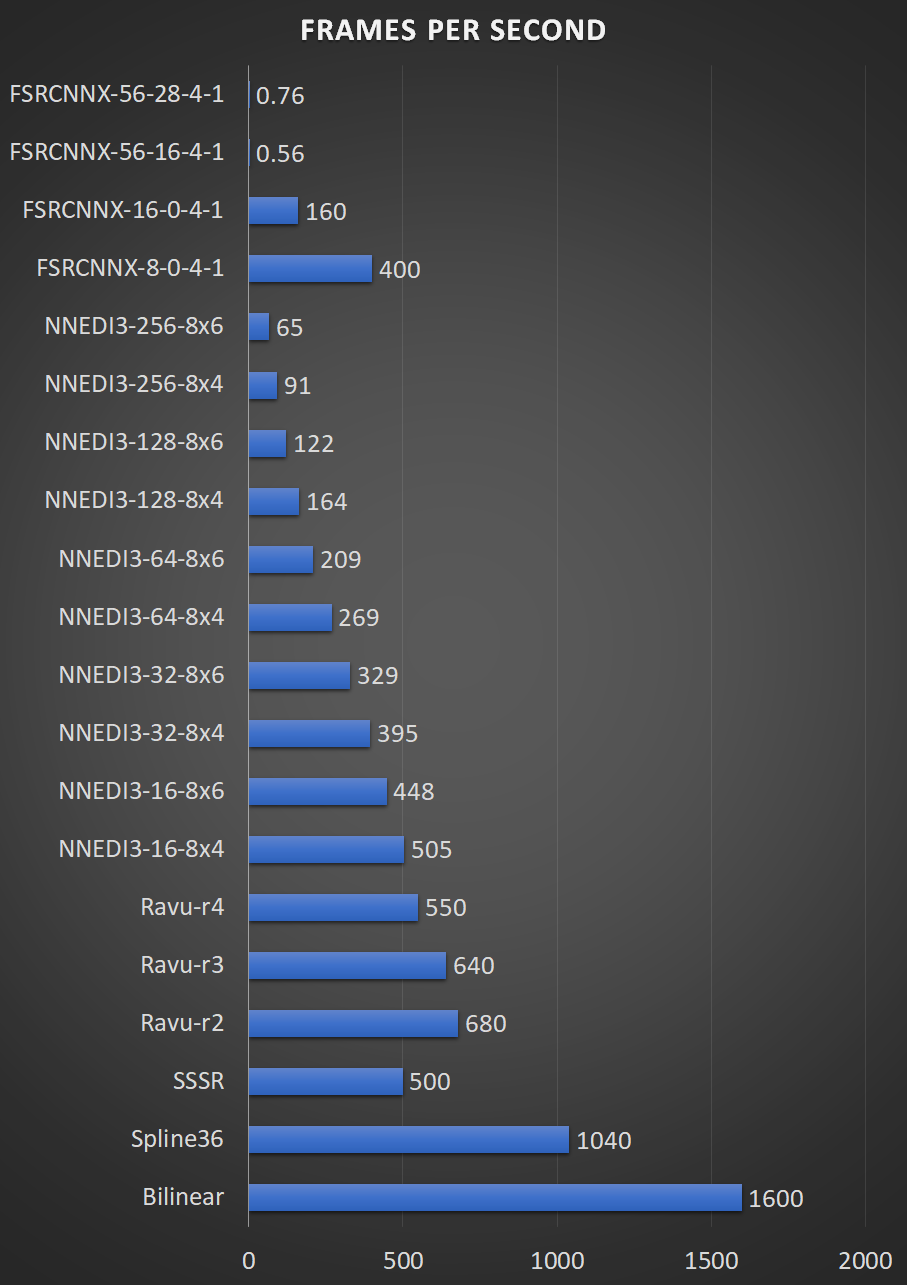 FRAMES PER SECOND
FSRCNNX-56-28-4-1 0.76
FSRCNNX-56-16-4-1 0.56
FSRCNNX-16-0-4-1 160
FSRCNNX-8-0-4-1 400
NNEDI3-256-8x6 65
NNEDI3-256-8x4 91
NNEDI3-128-8x6 122
NNEDI3-128-8x4 164
NNEDI3-64-8x6 209
NNEDI3-64-8x4 269
NNEDI3-32-8x6 329
NNEDI3-32-8x4 395
NNEDI3-16-8x6 448
NNEDI3-16-8x4 505
Ravu-r4 550
Ravu-r3 640
Ravu-r2 680
SSSR 500
Spline36 1040
Bilinear 1600
0 500 1000 1500 2000